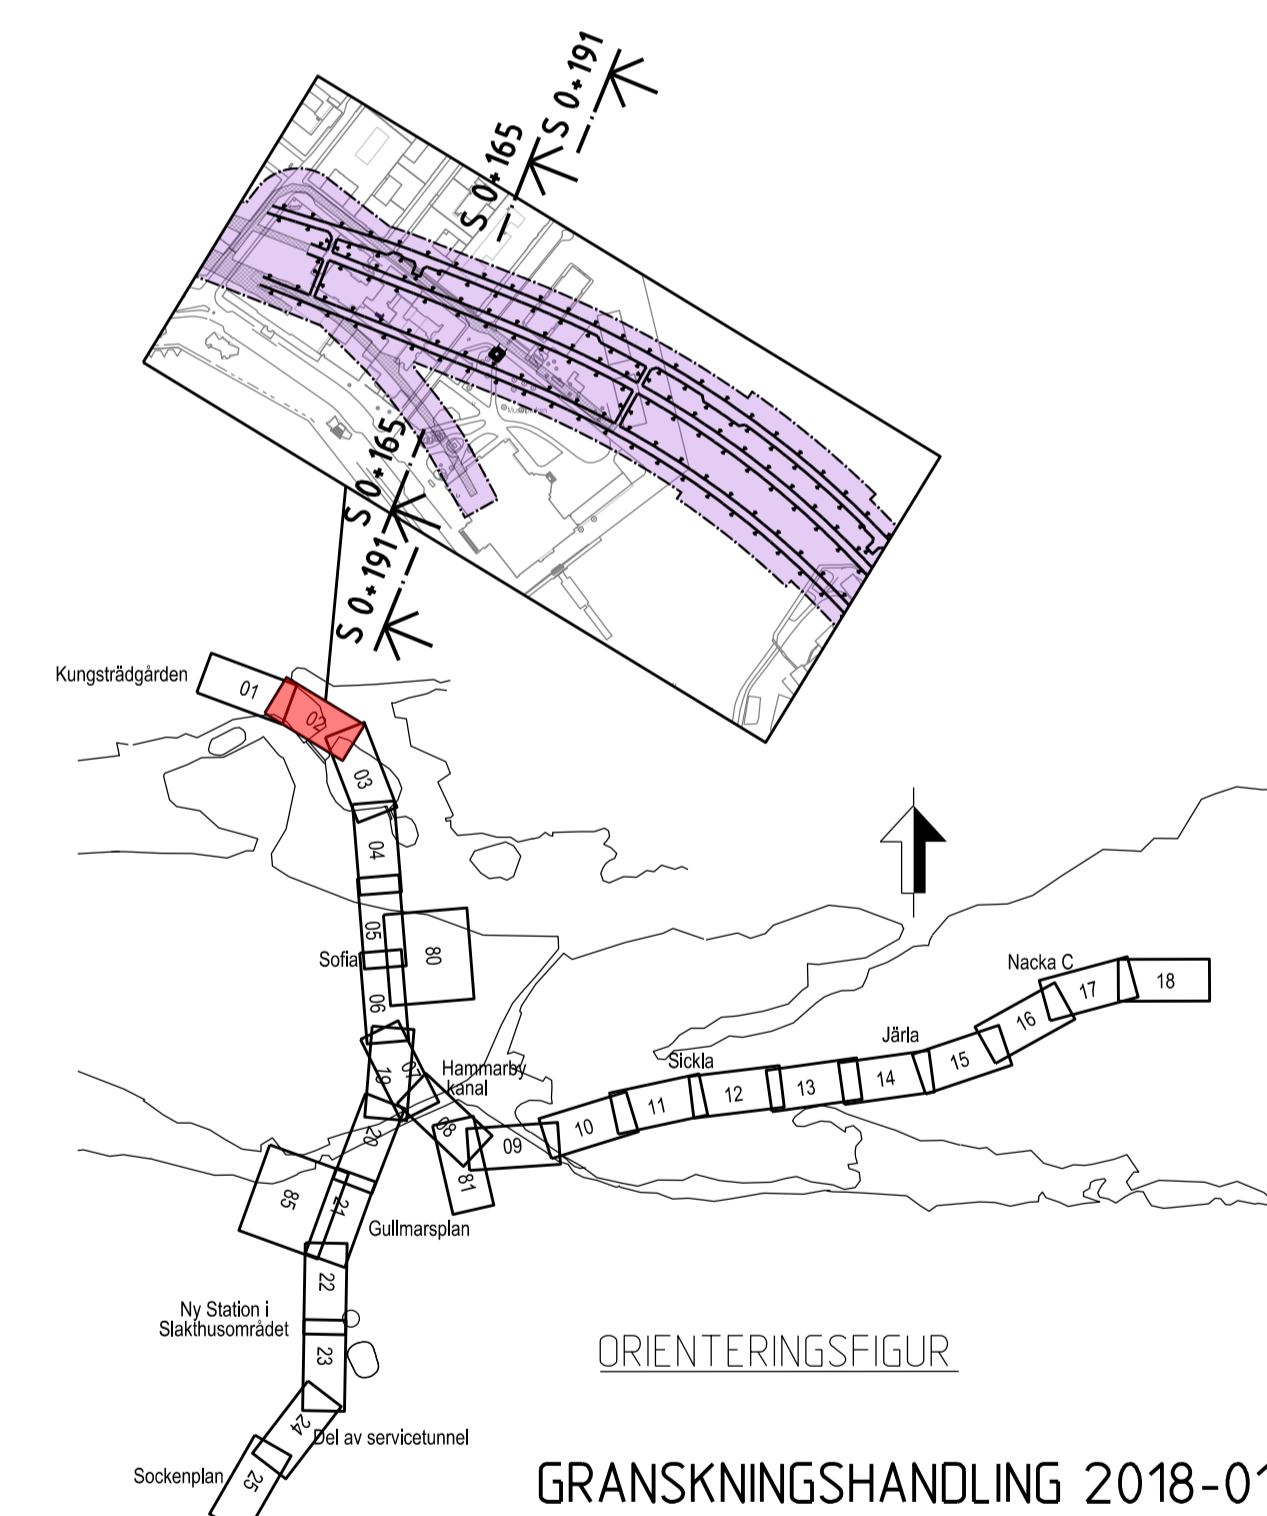 S 0+191
S 0+165
S 0+165
S 0+191
Kungsträdgården
01
02
03
04
05
80
Sofia
06
Nacka C
18
17
16
Järla
15
Sickla
14
13
12
11
10
09
Hammarby
kanal
07
19
08
20
81
85
21
Gullmarsplan
22
Ny Station i
Slakthusområdet
23
ORIENTERINGSFIGUR
24
Del av servicetunnel
Sockenplan
25
GRANSKNINGSHANDLING 2018-01